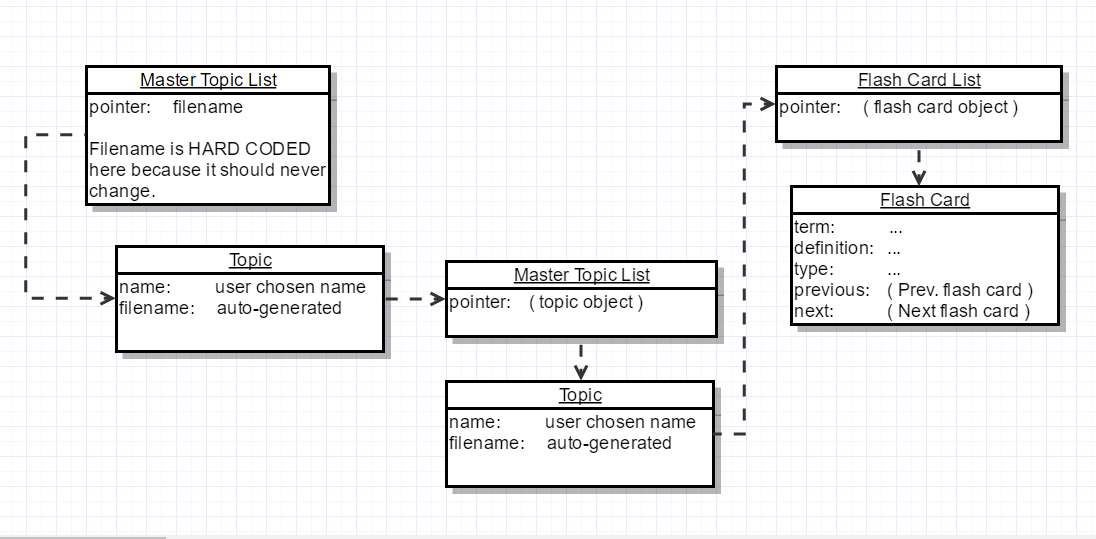 Master Topic List
pointer: filename
Filename is HARD CODED
here because it should never
change.
Topic
name: user chosen name
filename: auto-generated
Master Topic List
pointer: ( topic object )
Topic
name: user chosen name
filename: auto-generated
Flash Card List
pointer: ( flash card object )
Flash Card
term: ...
definition: ...
type: ...
previous: ( Prev. flash card )
next: ( Next flash card )